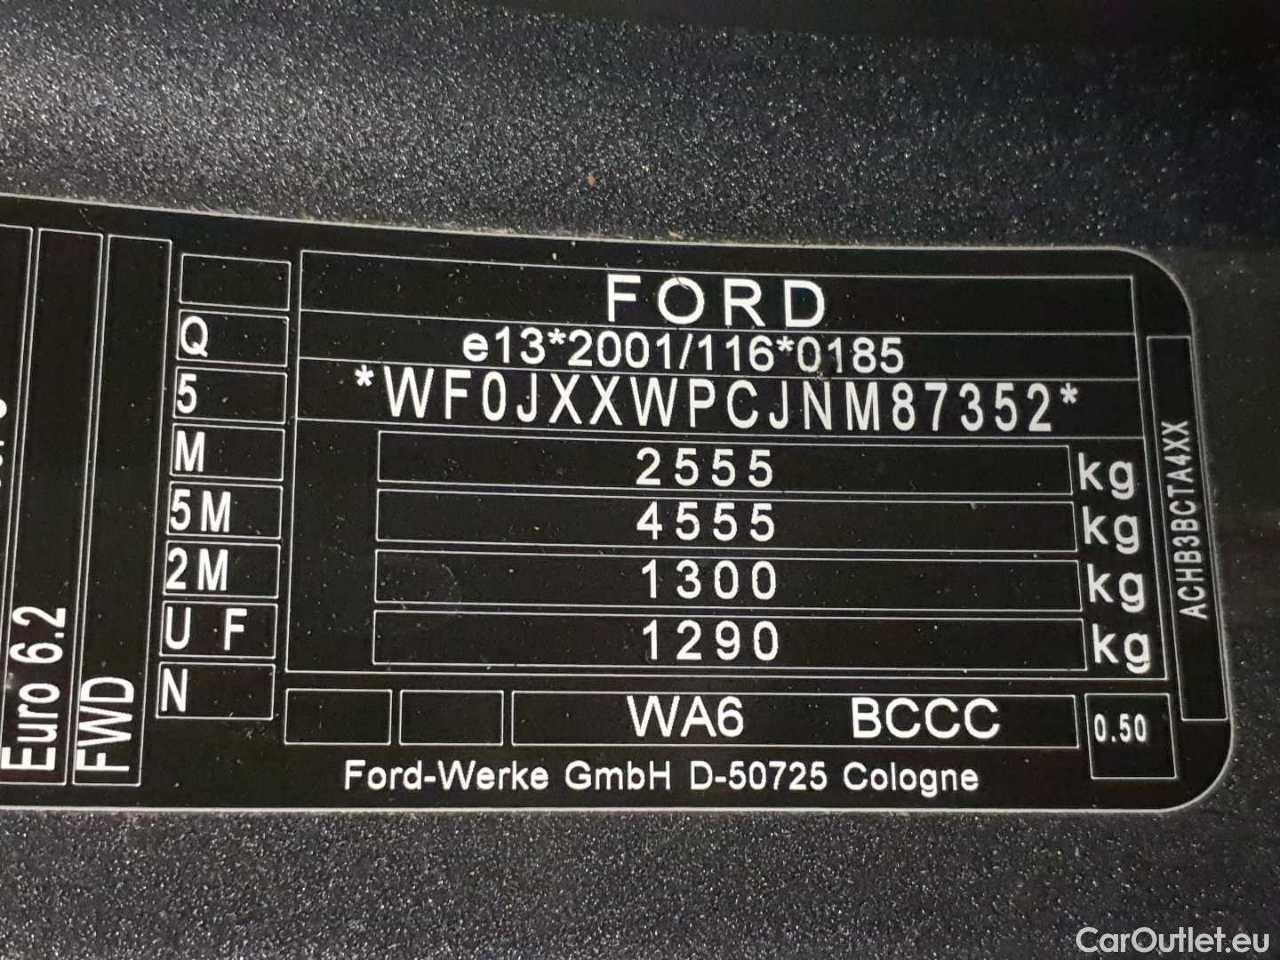 FORD
e13*2001/116*0185
*WF0JXXWPCJNM87352*
2555 kg
4555 kg
1300 kg
1290 kg
WA6 BCCC 0.50
Ford-Werke GmbH D-50725 Cologne
Q
5
M
5M
2M
U F
N
Euro 6.2
FWD
ACHB3BCTA4XX
CarOutlet.eu